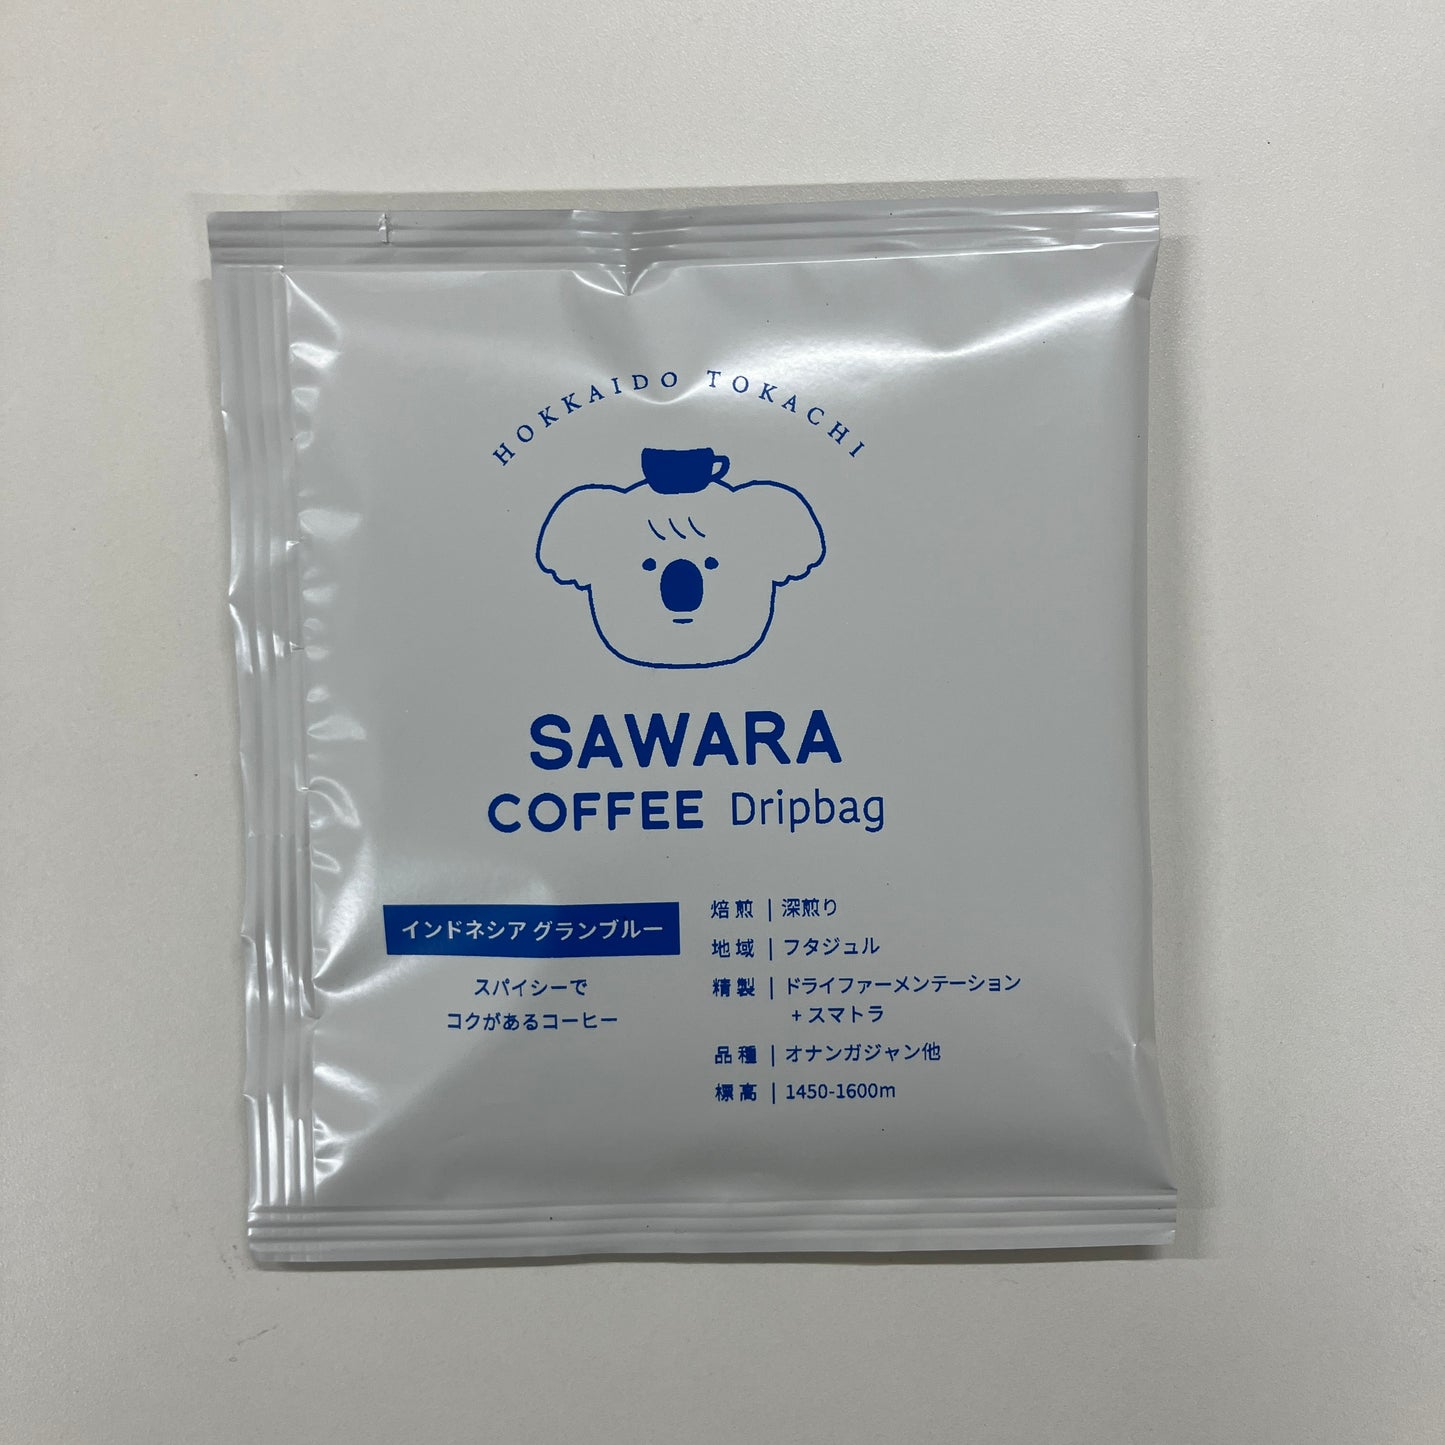 HOKKAIDO TOKACHI
SAWARA
COFFEE Dripbag
インドネシア グランブルー
スパイシーで
コクがあるコーヒー
焙煎 | 深煎り
地域 | フタジュル
精製 | ドライファーメンテーション
+ スマトラ
品種 | オナンガジャン他
標高 | 1450-1600m